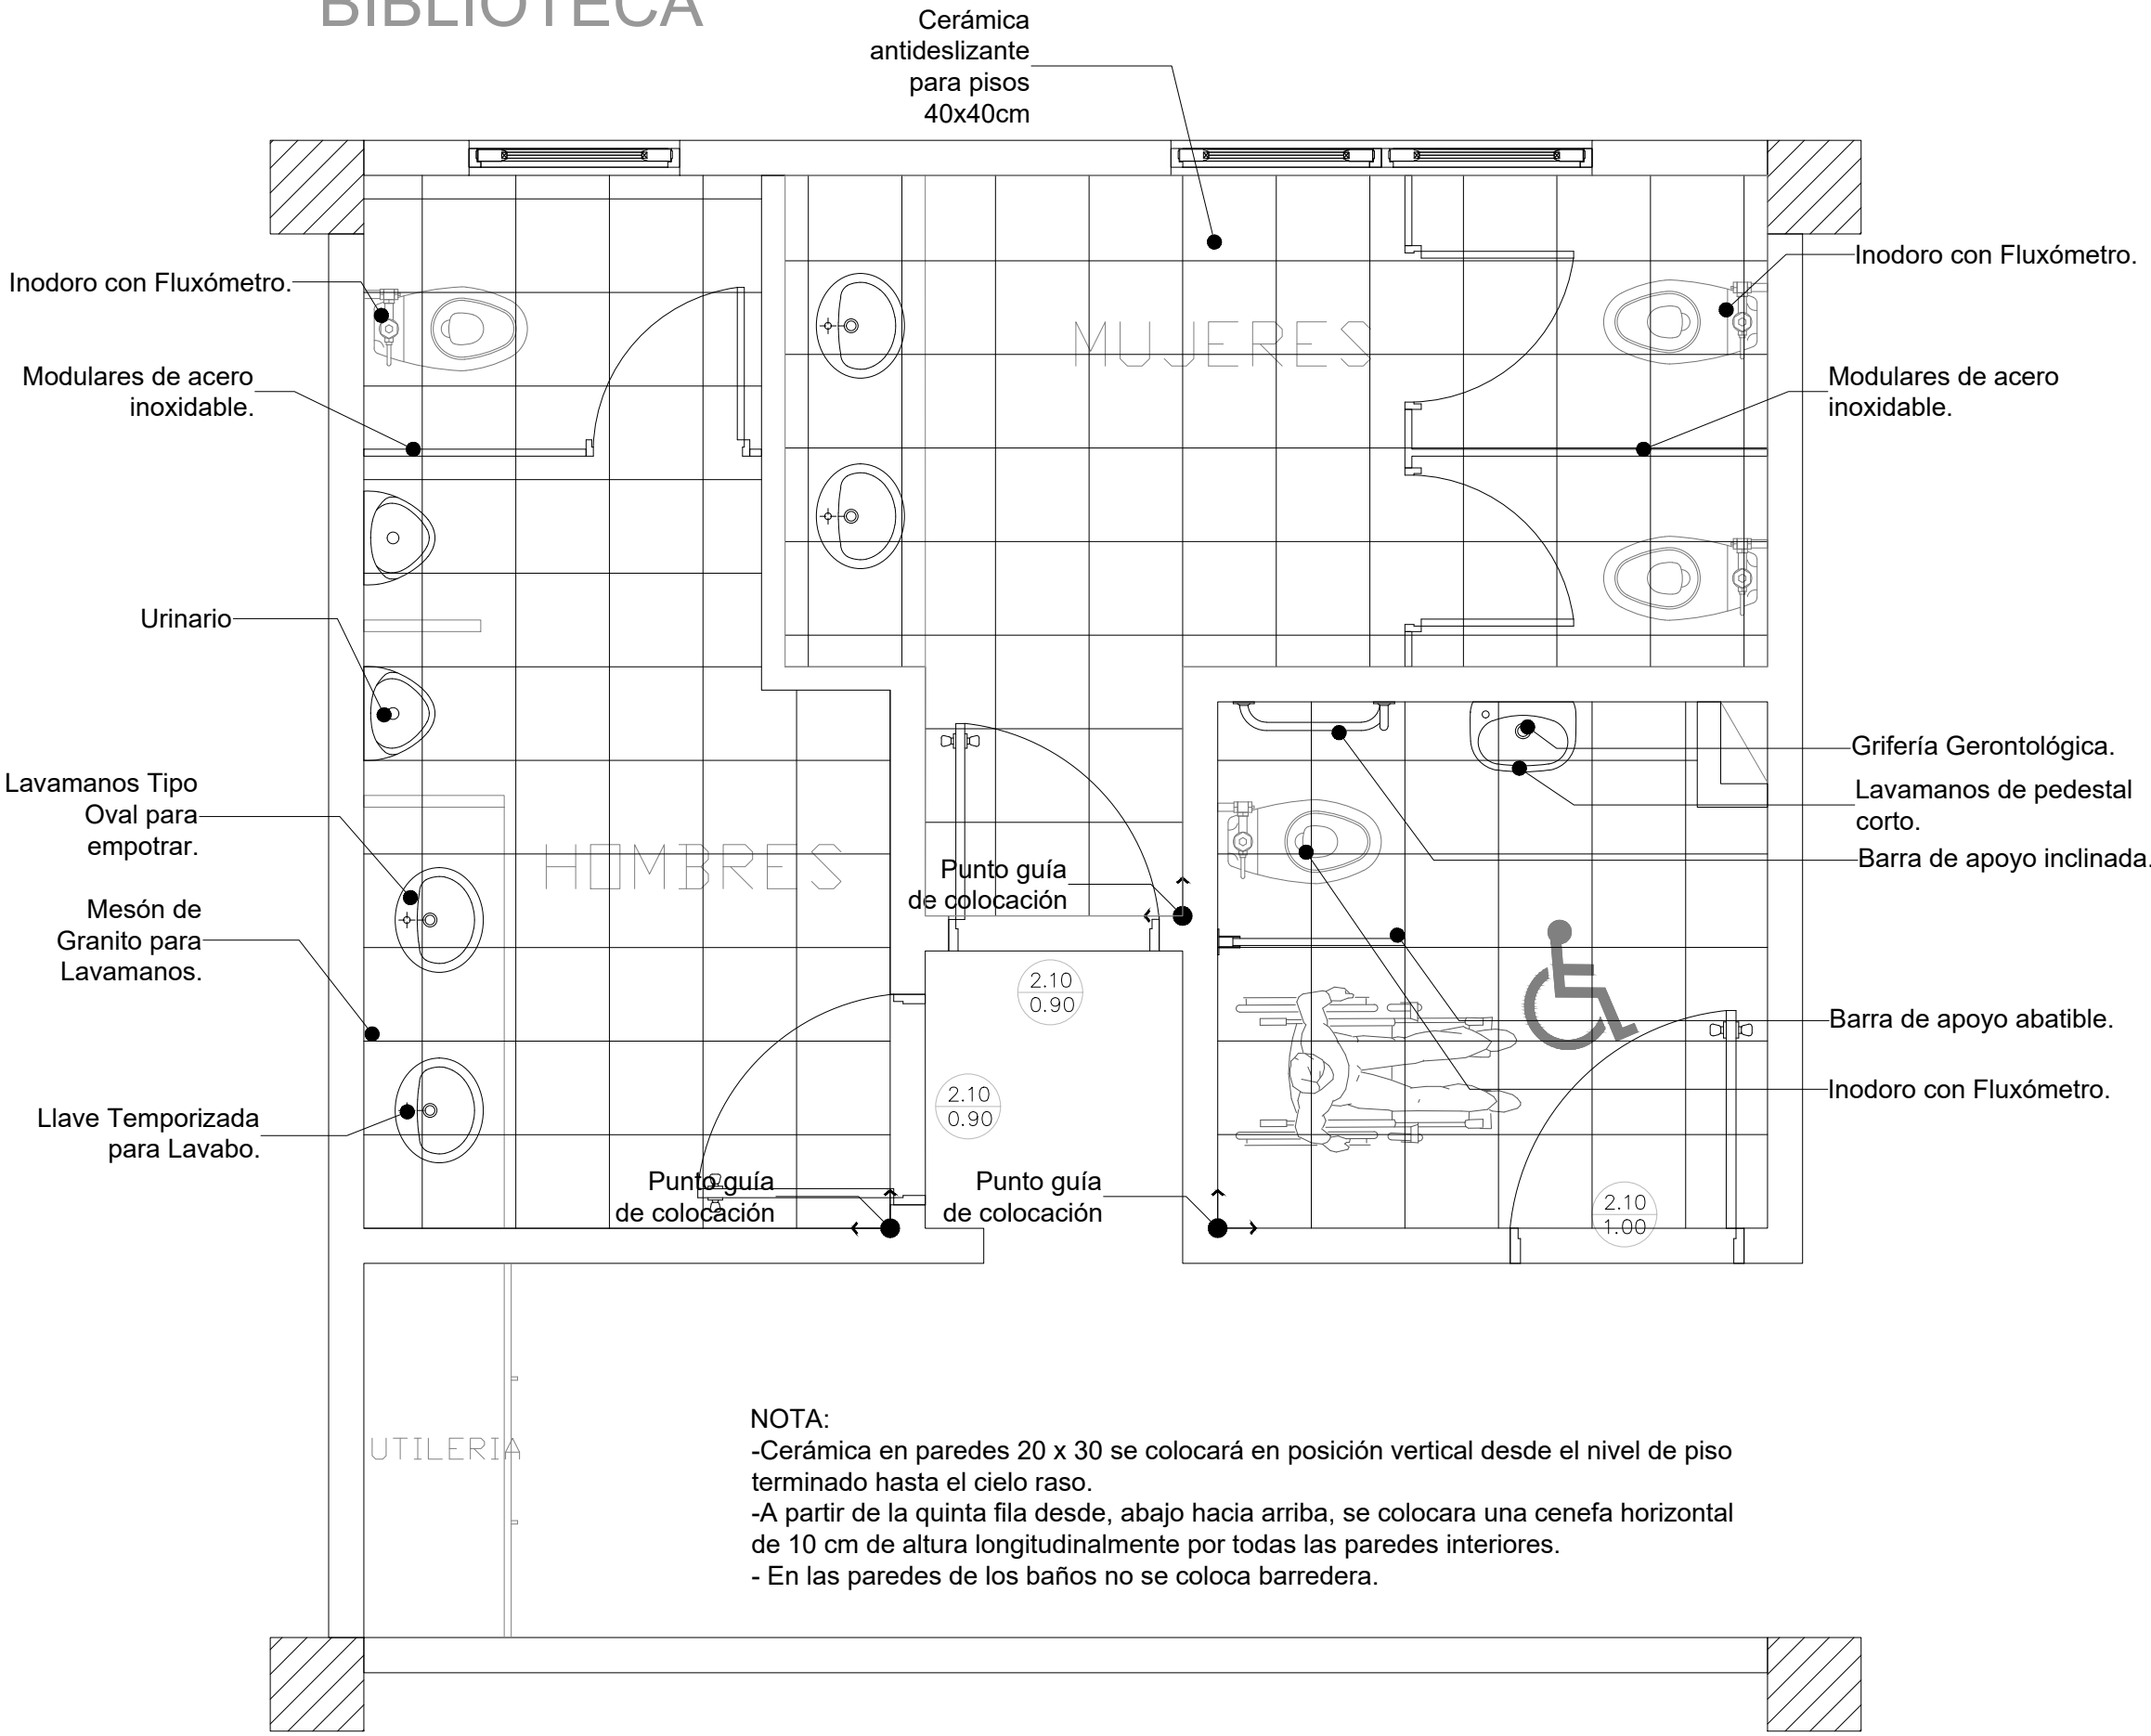 BIBLIOTECA
Cerámica
antideslizante
para pisos
40x40cm
Inodoro con Fluxómetro.
Modulares de acero
inoxidable.
Urinario
Lavamanos Tipo
Oval para
empotrar.
Mesón de
Granito para
Lavamanos.
Llave Temporizada
para Lavabo.
MUJERES
HOMBRES
Punto guía
de colocación
2.10
0.90
2.10
0.90
Punto guía
de colocación
Punto guía
de colocación
2.10
1.00
Inodoro con Fluxómetro.
Modulares de acero
inoxidable.
Grifería Gerontológica.
Lavamanos de pedestal
corto.
Barra de apoyo inclinada.
Barra de apoyo abatible.
Inodoro con Fluxómetro.
UTILERIA
NOTA:
-Cerámica en paredes 20 x 30 se colocará en posición vertical desde el nivel de piso
terminado hasta el cielo raso.
-A partir de la quinta fila desde, abajo hacia arriba, se colocara una cenefa horizontal
de 10 cm de altura longitudinalmente por todas las paredes interiores.
- En las paredes de los baños no se coloca barredera.